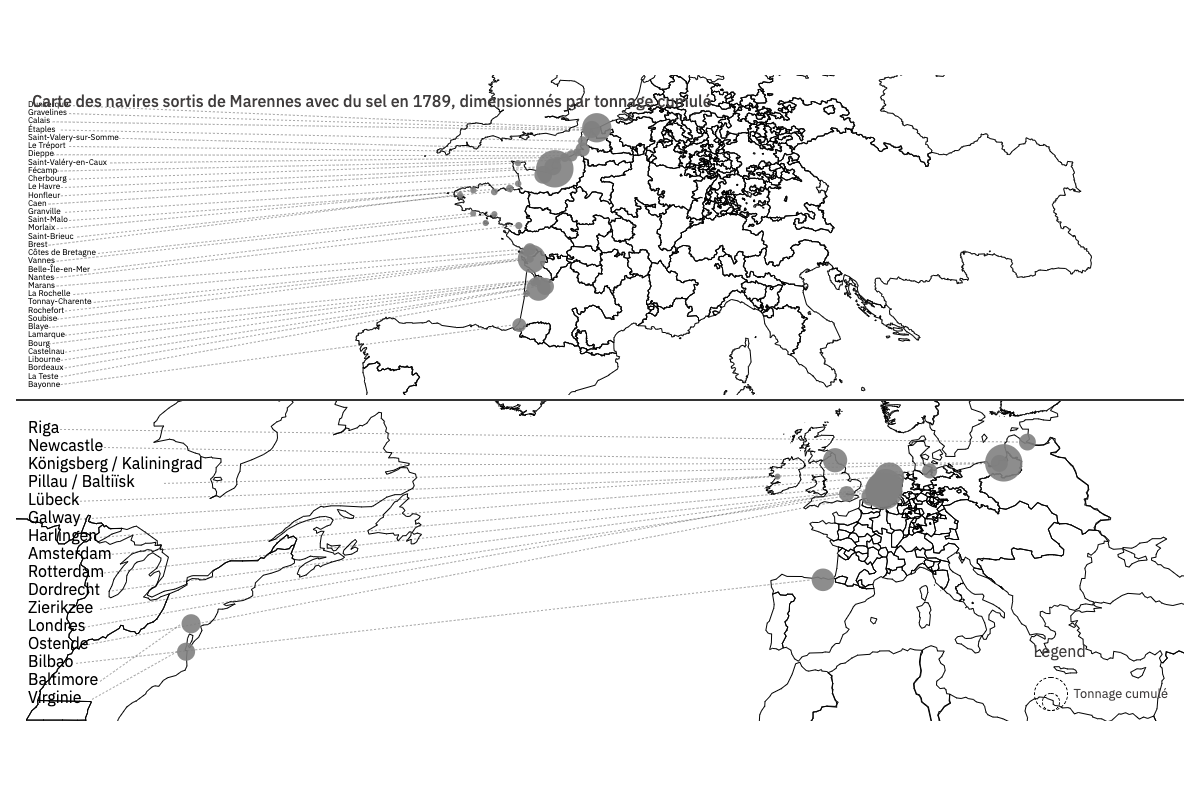 Carte des navires sortis de Marennes avec du sel en 1789, dimensionnés par tonnage cumulé
Dunkerque
Gravelines
Calais
Étaples
Saint-Valery-sur-Somme
Le Tréport
Dieppe
Saint-Valéry-en-Caux
Fécamp
Cherbourg
Le Havre
Honfleur
Caen
Granville
Saint-Malo
Morlaix
Saint-Brieuc
Brest
Côtes de Bretagne
Vannes
Belle-Île-en-Mer
Nantes
Marans
La Rochelle
Tonnay-Charente
Rochefort
Soubise
Blaye
Lamarque
Bourg
Castelnau
Libourne
Bordeaux
La Teste
Bayonne
Riga
Newcastle
Königsberg / Kaliningrad
Pillau / Baltiïsk
Lübeck
Galway
Harlingen
Amsterdam
Rotterdam
Dordrecht
Zierikzee
Londres
Ostende
Bilbao
Baltimore
Virginie
Légend
Tonnage cumulé